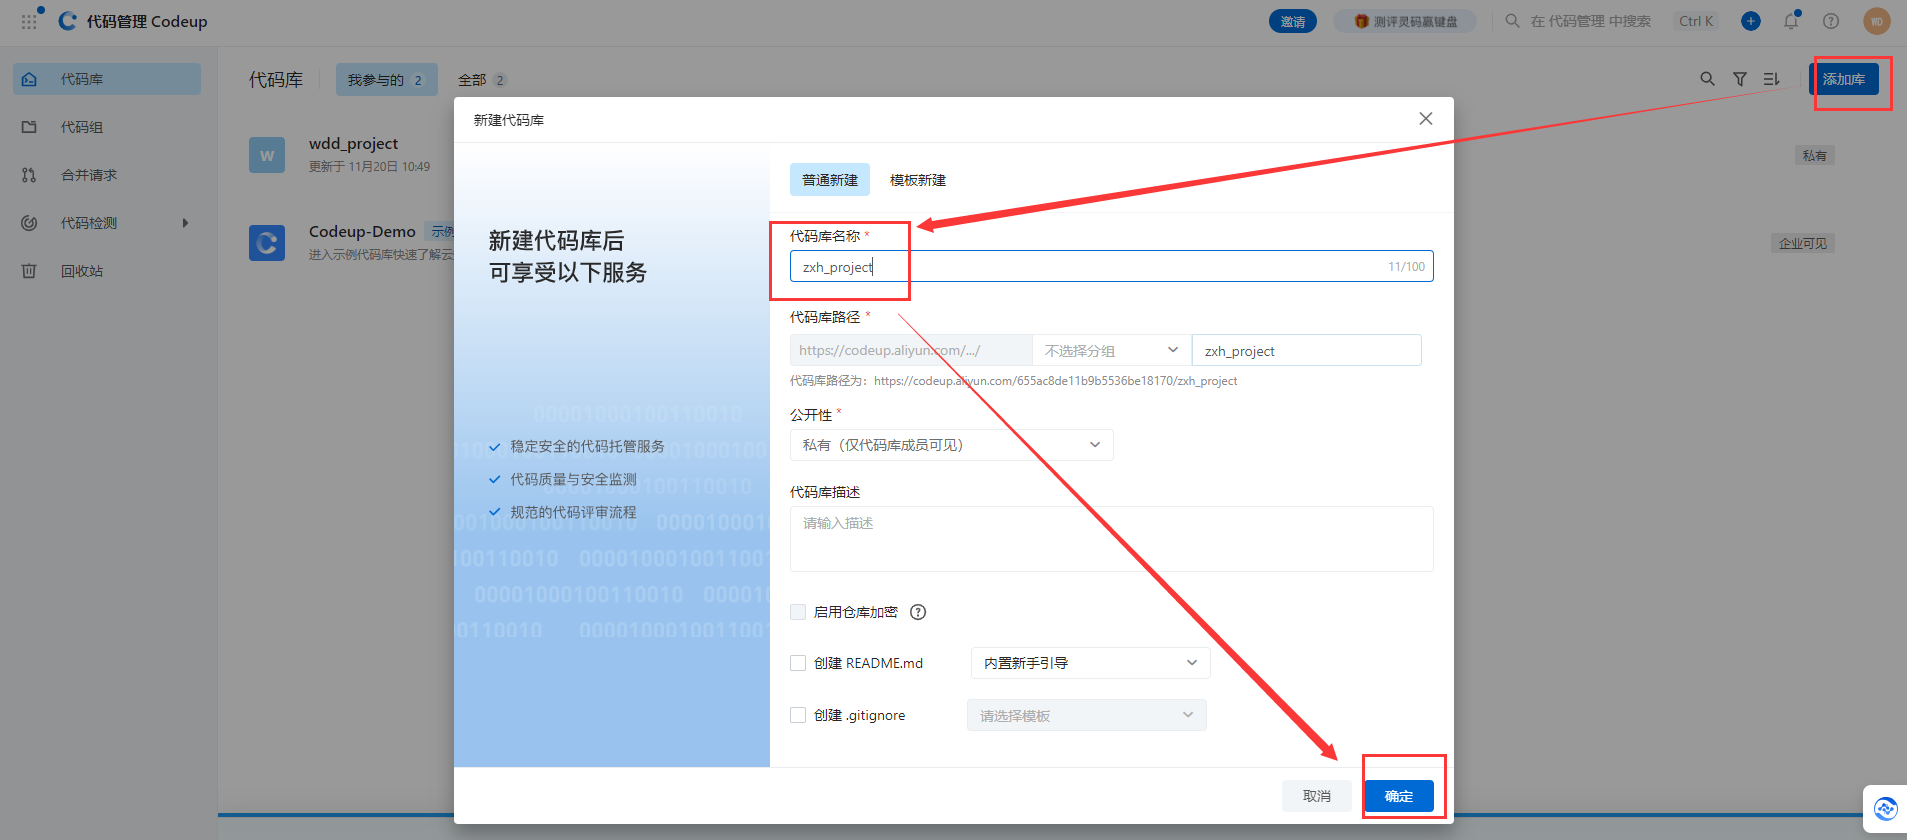 代码管理 Codeup
邀请
测评灵码赢键盘
在 代码管理 中搜索
Ctrl K
WD
代码库
代码组
合并请求
代码检测
回收站
代码库
我参与的 2
全部 2
添加库
W
wdd_project
更新于 11月20日 10:49
私有
Codeup-Demo 示例
进入示例代码库快速了解云
企业可见
新建代码库
新建代码库后
可享受以下服务
稳定安全的代码托管服务
代码质量与安全监测
规范的代码评审流程
普通新建
模板新建
代码库名称 *
zxh_project
11/100
代码库路径 *
https://codeup.aliyun.com/.../
不选择分组
zxh_project
代码库路径为：https://codeup.aliyun.com/655ac8de11b9b5536be18170/zxh_project
公开性 *
私有（仅代码库成员可见）
代码库描述
请输入描述
启用仓库加密
创建 README.md
内置新手引导
创建 .gitignore
请选择模板
取消
确定